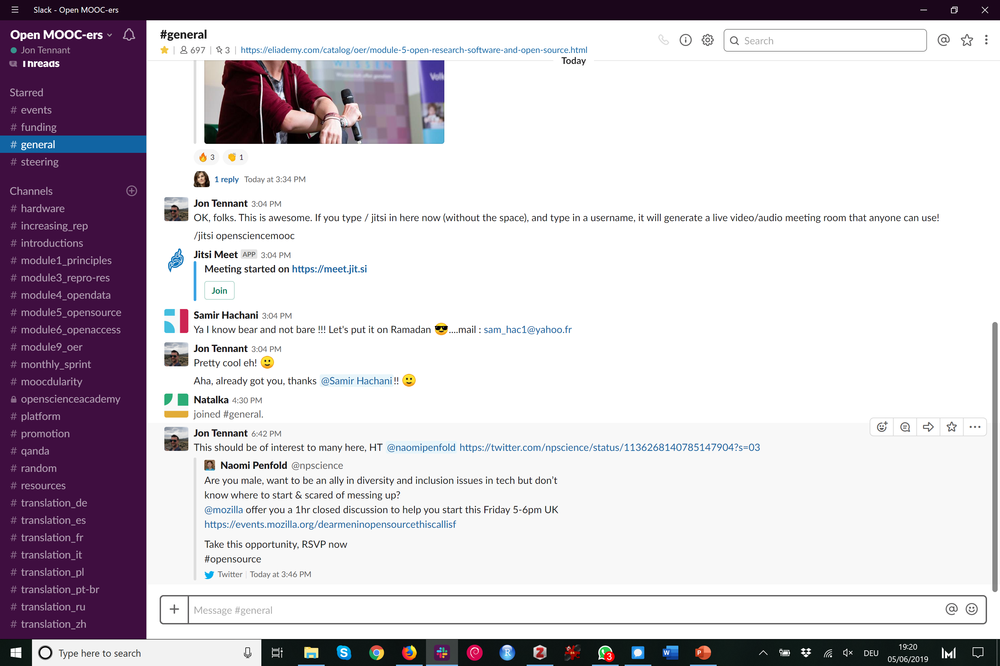 Slack - Open MOOC-ers
Open MOOC-ers
Jon Tennant
Threads
Starred
# events
# funding
# general
# steering
Channels
# hardware
# increasing_rep
# introductions
# module1_principles
# module3_repro-res
# module4_opendata
# module5_opensource
# module6_openaccess
# module9_oer
# monthly_sprint
# moocdularity
openscienceacademy
# platform
# promotion
# qanda
# random
# resources
# translation_de
# translation_es
# translation_fr
# translation_it
# translation_pl
# translation_pt-br
# translation_ru
# translation_zh
#general
697 | 3 | https://eliademy.com/catalog/oer/module-5-open-research-software-and-open-source.html
Search
Today
WISSEN
Volk
3 1
1 reply Today at 3:34 PM
Jon Tennant 3:04 PM
OK, folks. This is awesome. If you type / jitsi in here now (without the space), and type in a username, it will generate a live video/audio meeting room that anyone can use!
/jitsi opensciencemooc
Jitsi Meet APP 3:04 PM
Meeting started on https://meet.jit.si
Join
Samir Hachani 3:04 PM
Ya I know bear and not bare !!! Let's put it on Ramadan 😎....mail : sam_hac1@yahoo.fr
Jon Tennant 3:04 PM
Pretty cool eh! 🙂
Aha, already got you, thanks @Samir Hachani!! 🙂
Natalka 4:30 PM
joined #general.
Jon Tennant 6:42 PM
This should be of interest to many here, HT @naomipenfold https://twitter.com/npscience/status/1136268140785147904?s=03
Naomi Penfold @npscience
Are you male, want to be an ally in diversity and inclusion issues in tech but don’t
know where to start & scared of messing up?
@mozilla offer you a 1hr closed discussion to help you start this Friday 5-6pm UK
https://events.mozilla.org/dearmeninopensourcethiscallisf
Take this opportunity, RSVP now
#opensource
Twitter | Today at 3:46 PM
Message #general
Type here to search
R
Z
64
3
W
P
DEU
19:20
05/06/2019